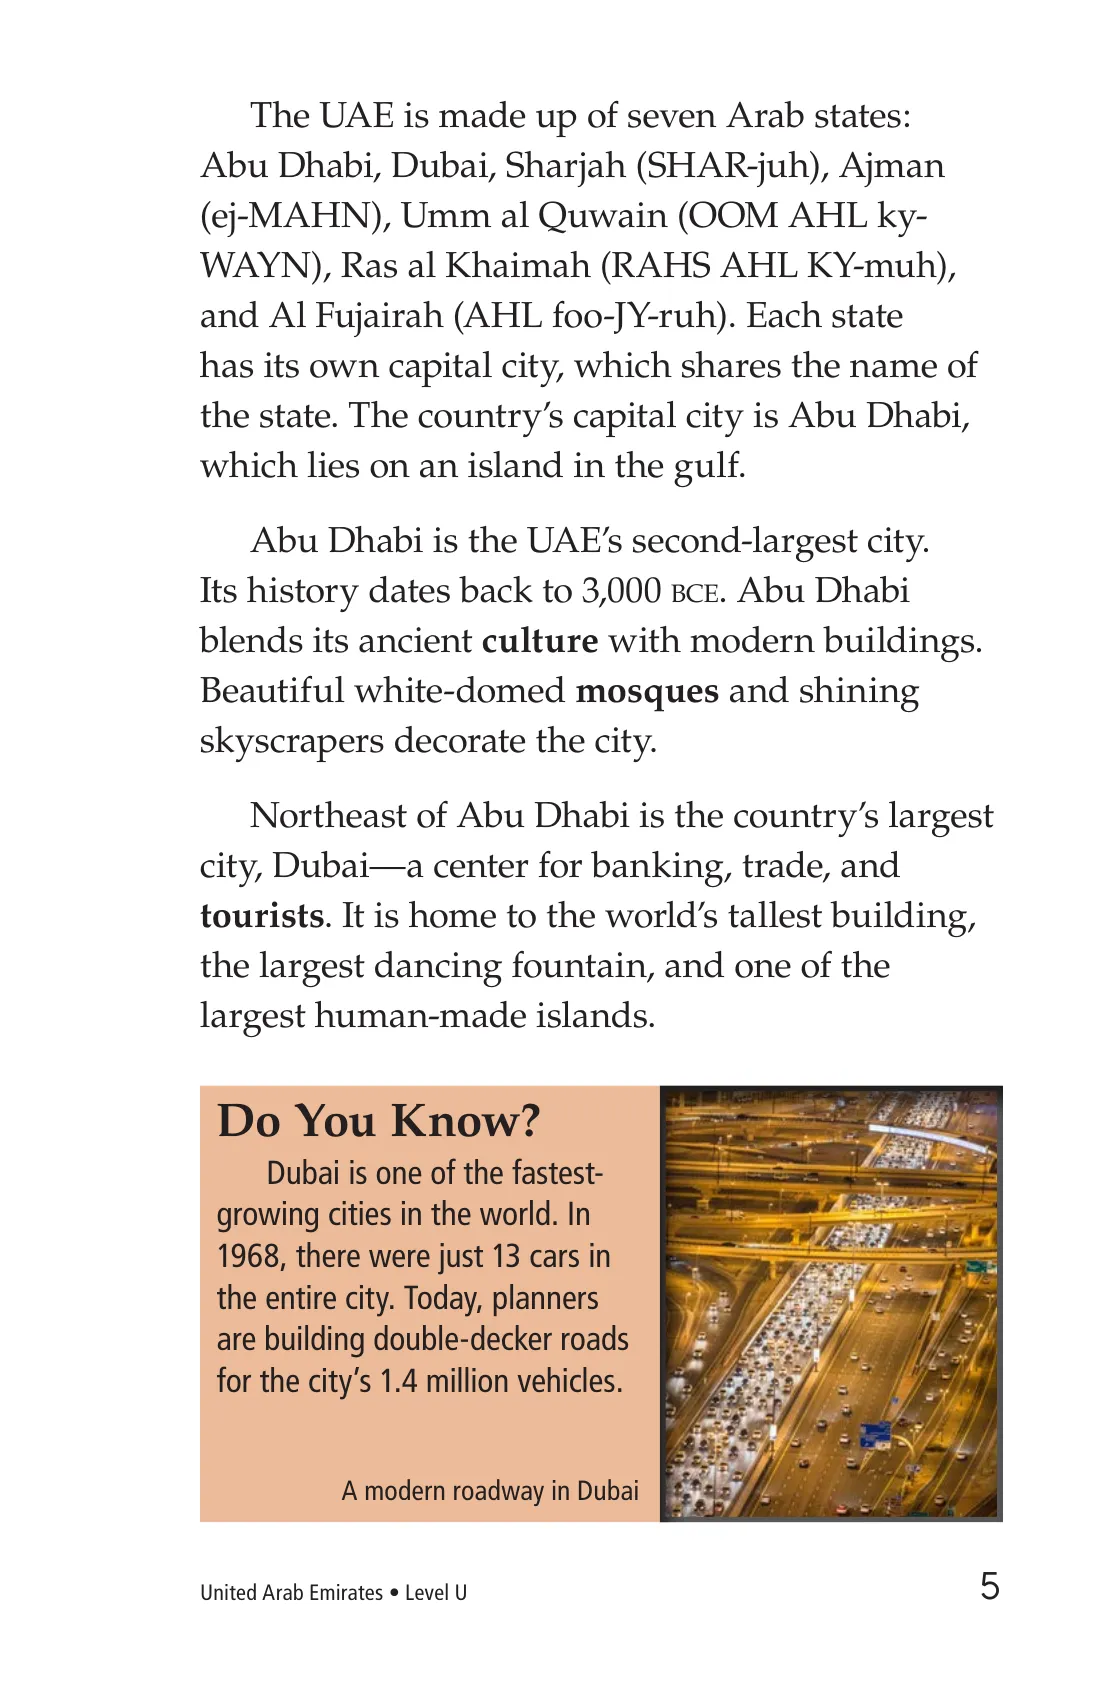 The UAE is made up of seven Arab states:
Abu Dhabi, Dubai, Sharjah (SHAR-juh), Ajman
(ej-MAHN), Umm al Quwain (OOM AHL ky-
WAYN), Ras al Khaimah (RAHS AHL KY-muh),
and Al Fujairah (AHL foo-JY-ruh). Each state
has its own capital city, which shares the name of
the state. The country’s capital city is Abu Dhabi,
which lies on an island in the gulf.
Abu Dhabi is the UAE’s second-largest city.
Its history dates back to 3,000 BCE. Abu Dhabi
blends its ancient culture with modern buildings.
Beautiful white-domed mosques and shining
skyscrapers decorate the city.
Northeast of Abu Dhabi is the country’s largest
city, Dubai—a center for banking, trade, and
tourists. It is home to the world’s tallest building,
the largest dancing fountain, and one of the
largest human-made islands.
Do You Know?
Dubai is one of the fastest-
growing cities in the world. In
1968, there were just 13 cars in
the entire city. Today, planners
are building double-decker roads
for the city’s 1.4 million vehicles.
A modern roadway in Dubai
United Arab Emirates • Level U
5